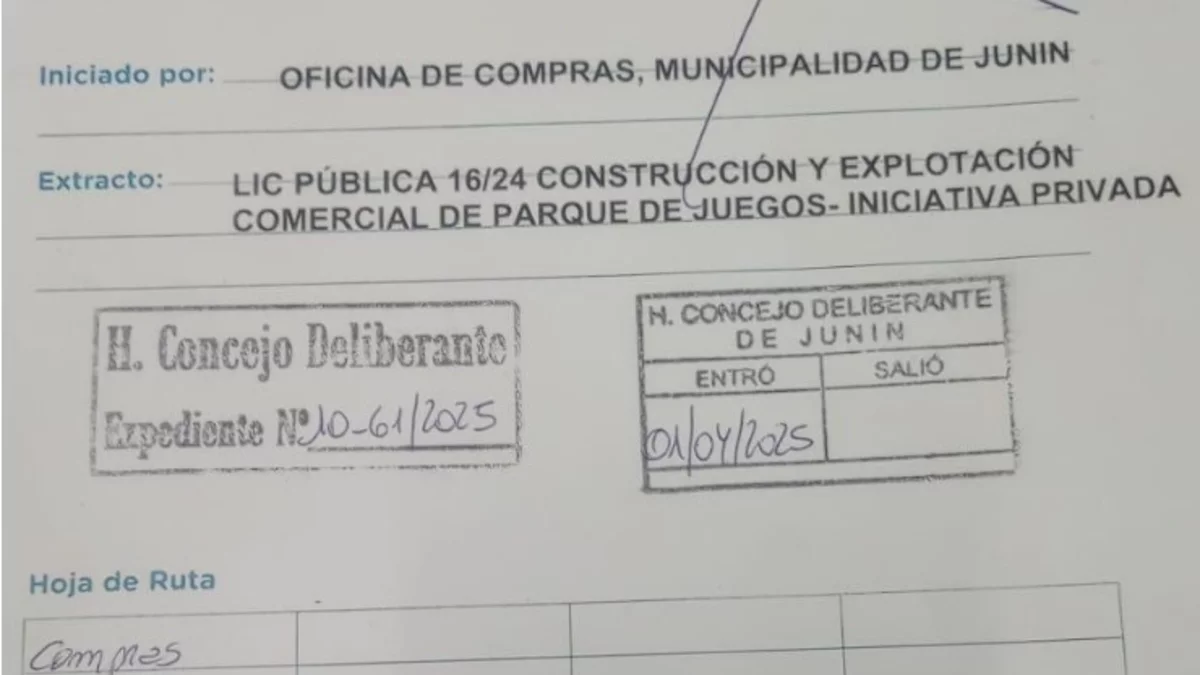 Iniciado por: OFICINA DE COMPRAS, MUNICIPALIDAD DE JUNIN
Extracto: LIC PÚBLICA 16/24 CONSTRUCCIÓN Y EXPLOTACIÓN
COMERCIAL DE PARQUE DE JUEGOS- INICIATIVA PRIVADA
H. Concejo Deliberante
Expediente Nº 10-61/2025
H. CONCEJO DELIBERANTE
DE JUNIN
ENTRÓ SALIÓ
01/04/2025
Hoja de Ruta
Compras